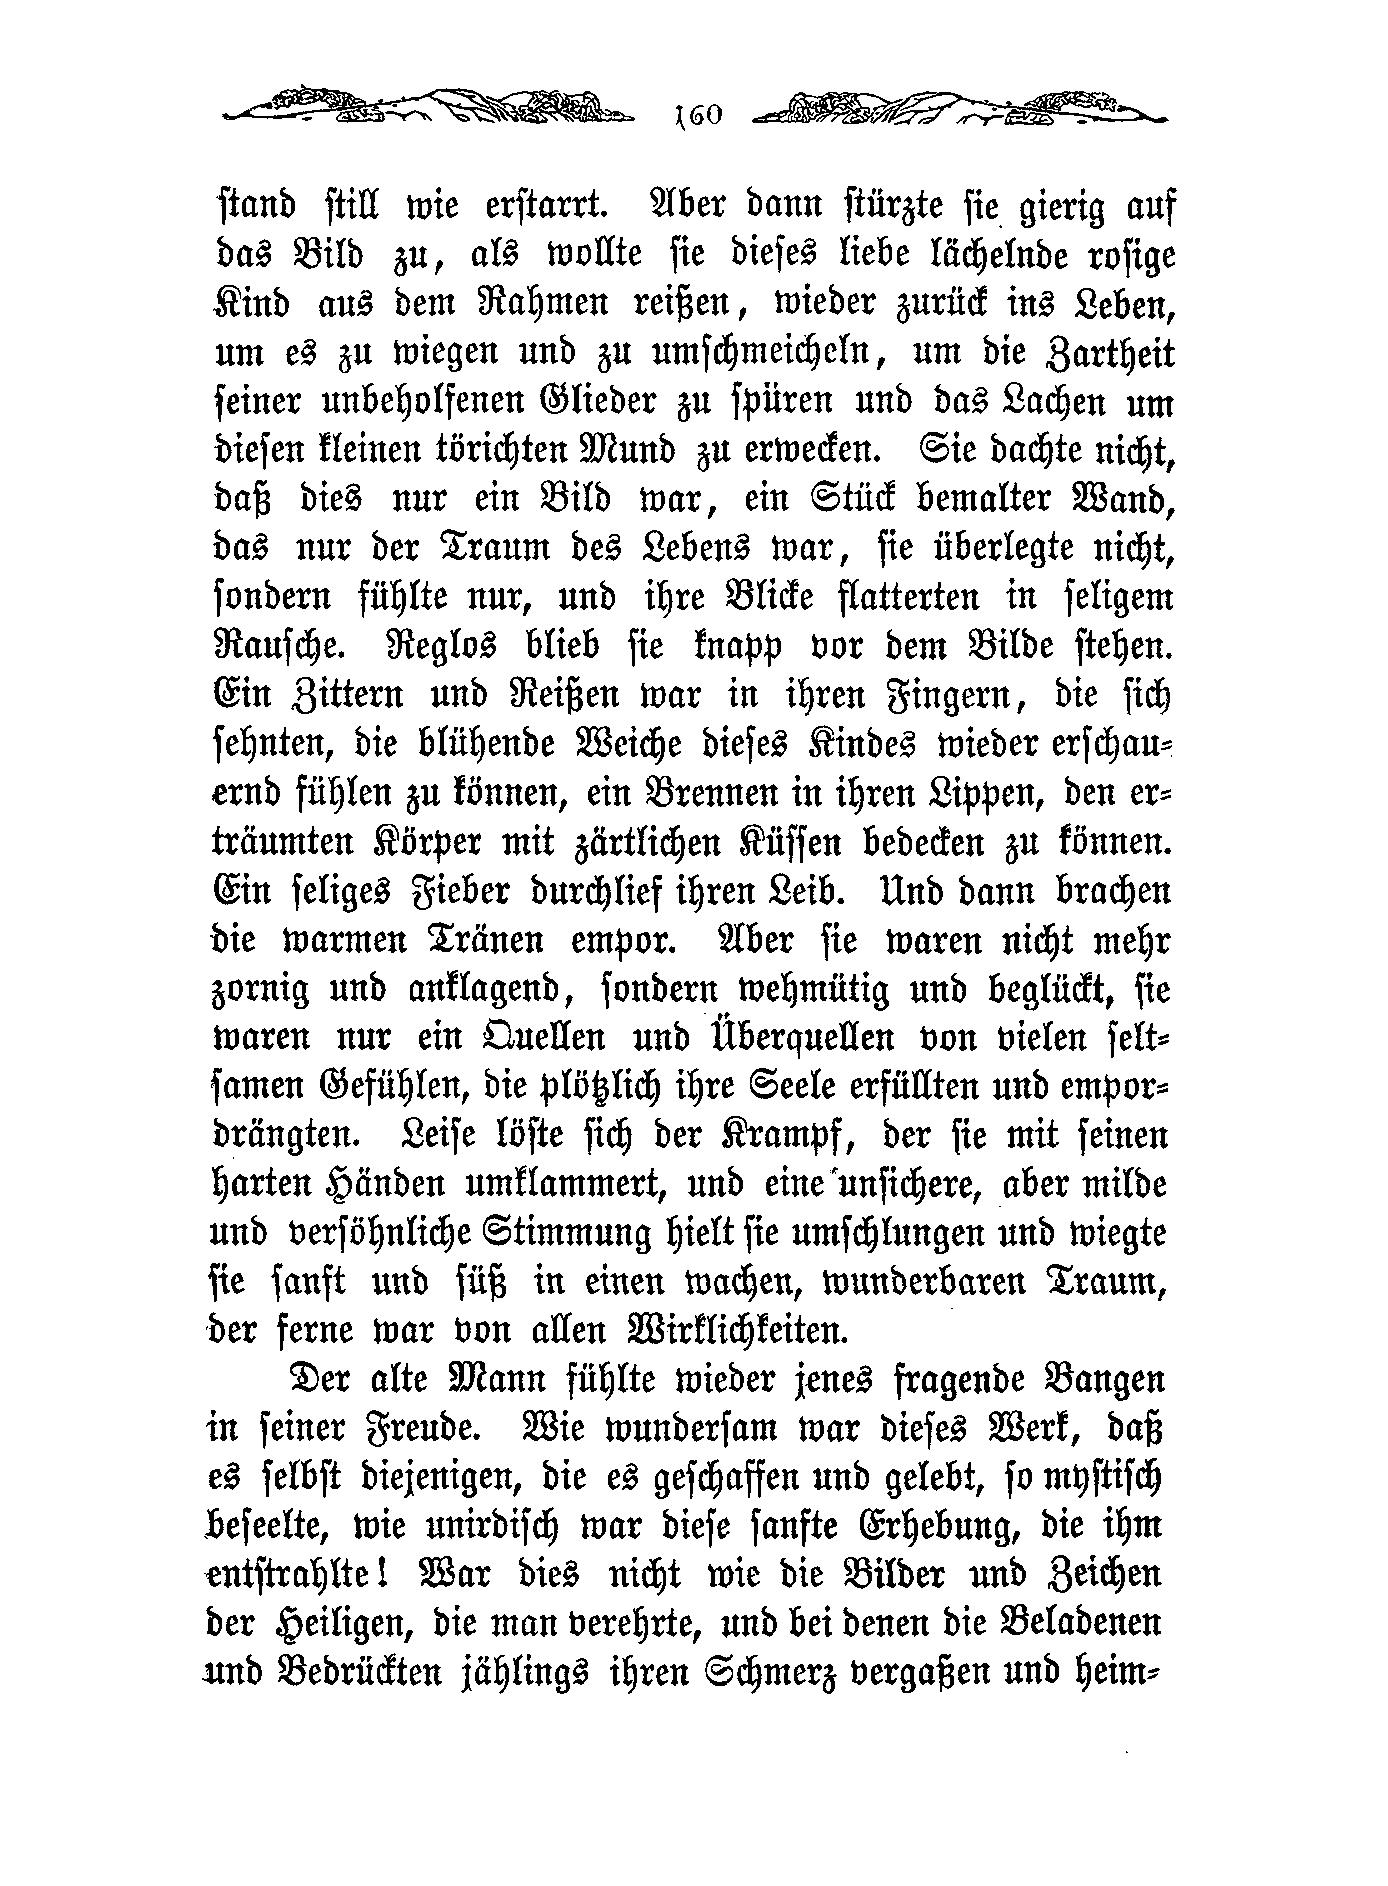 160
stand still wie erstarrt. Aber dann stürzte sie gierig auf
das Bild zu, als wollte sie dieses liebe lächelnde rosige
Kind aus dem Rahmen reißen, wieder zurück ins Leben,
um es zu wiegen und zu umschmeicheln, um die Zartheit
seiner unbeholfenen Glieder zu spüren und das Lachen um
diesen kleinen törichten Mund zu erwecken. Sie dachte nicht,
daß dies nur ein Bild war, ein Stück bemalter Wand,
das nur der Traum des Lebens war, sie überlegte nicht,
sondern fühlte nur, und ihre Blicke flatterten in seligem
Rausche. Reglos blieb sie knapp vor dem Bilde stehen.
Ein Zittern und Reißen war in ihren Fingern, die sich
sehnten, die blühende Weiche dieses Kindes wieder erschau-
ernd fühlen zu können, ein Brennen in ihren Lippen, den er-
träumten Körper mit zärtlichen Küssen bedecken zu können.
Ein seliges Fieber durchlief ihren Leib. Und dann brachen
die warmen Tränen empor. Aber sie waren nicht mehr
zornig und anklagend, sondern wehmütig und beglückt, sie
waren nur ein Quellen und Überquellen von vielen selt-
samen Gefühlen, die plötzlich ihre Seele erfüllten und empor-
drängten. Leise löste sich der Krampf, der sie mit seinen
harten Händen umklammert, und eine unsichere, aber milde
und versöhnliche Stimmung hielt sie umschlungen und wiegte
sie sanft und süß in einen wachen, wunderbaren Traum,
der ferne war von allen Wirklichkeiten.
Der alte Mann fühlte wieder jenes fragende Bangen
in seiner Freude. Wie wundersam war dieses Werk, daß
es selbst diejenigen, die es geschaffen und gelebt, so mystisch
beseelte, wie unirdisch war diese sanfte Erhebung, die ihm
entstrahlte! War dies nicht wie die Bilder und Zeichen
der Heiligen, die man verehrte, und bei denen die Beladenen
und Bedrückten jählings ihren Schmerz vergaßen und heim-